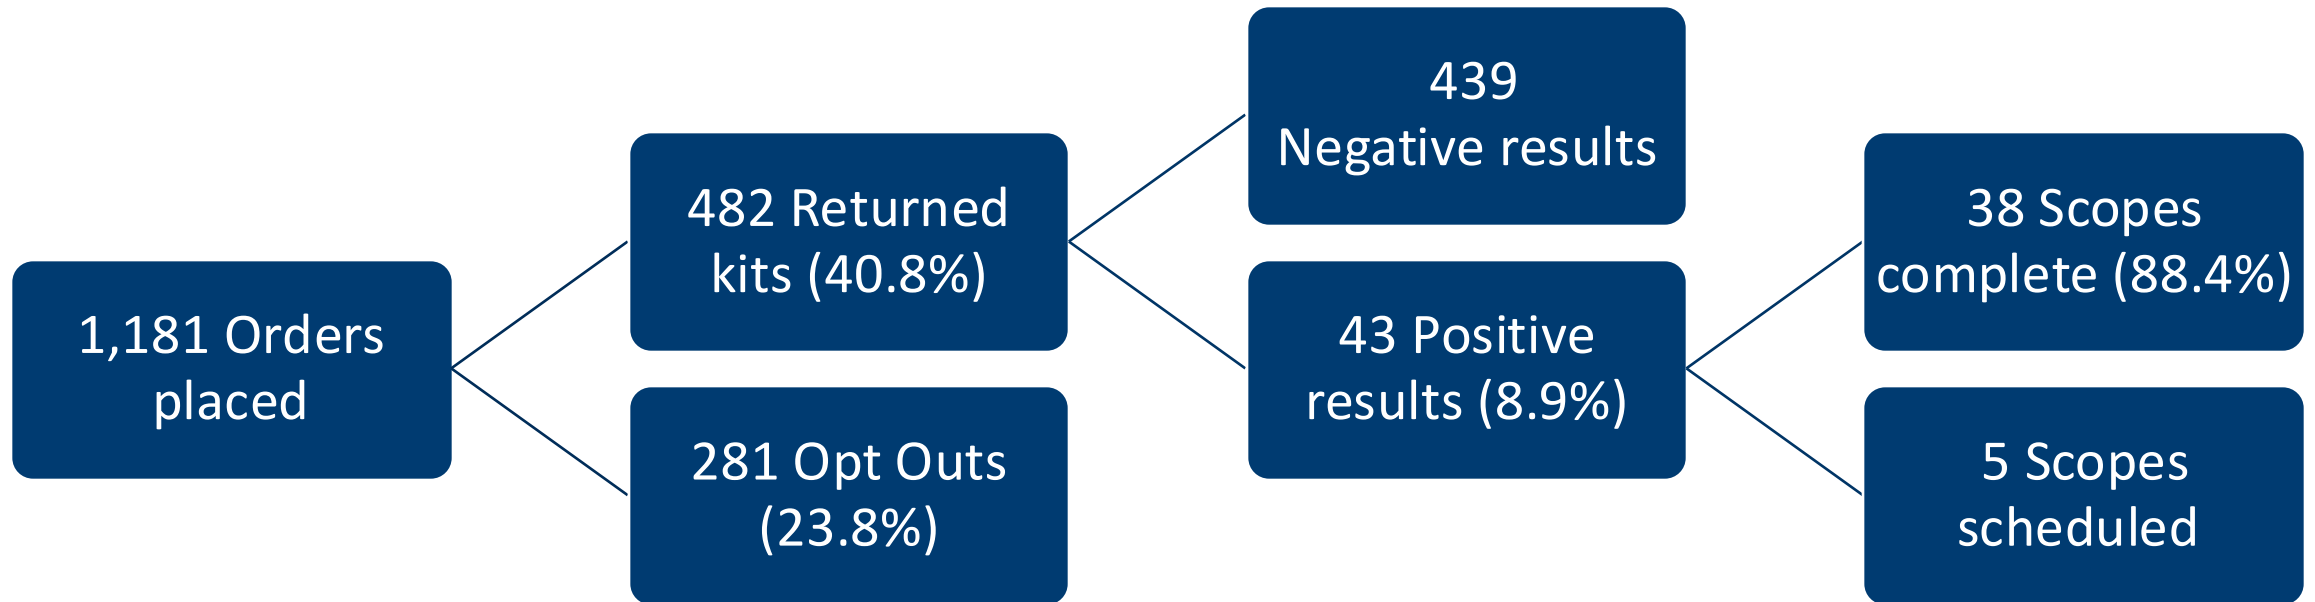 1,181 Orders
placed
482 Returned
kits (40.8%)
281 Opt Outs
(23.8%)
439
Negative results
43 Positive
results (8.9%)
38 Scopes
complete (88.4%)
5 Scopes
scheduled